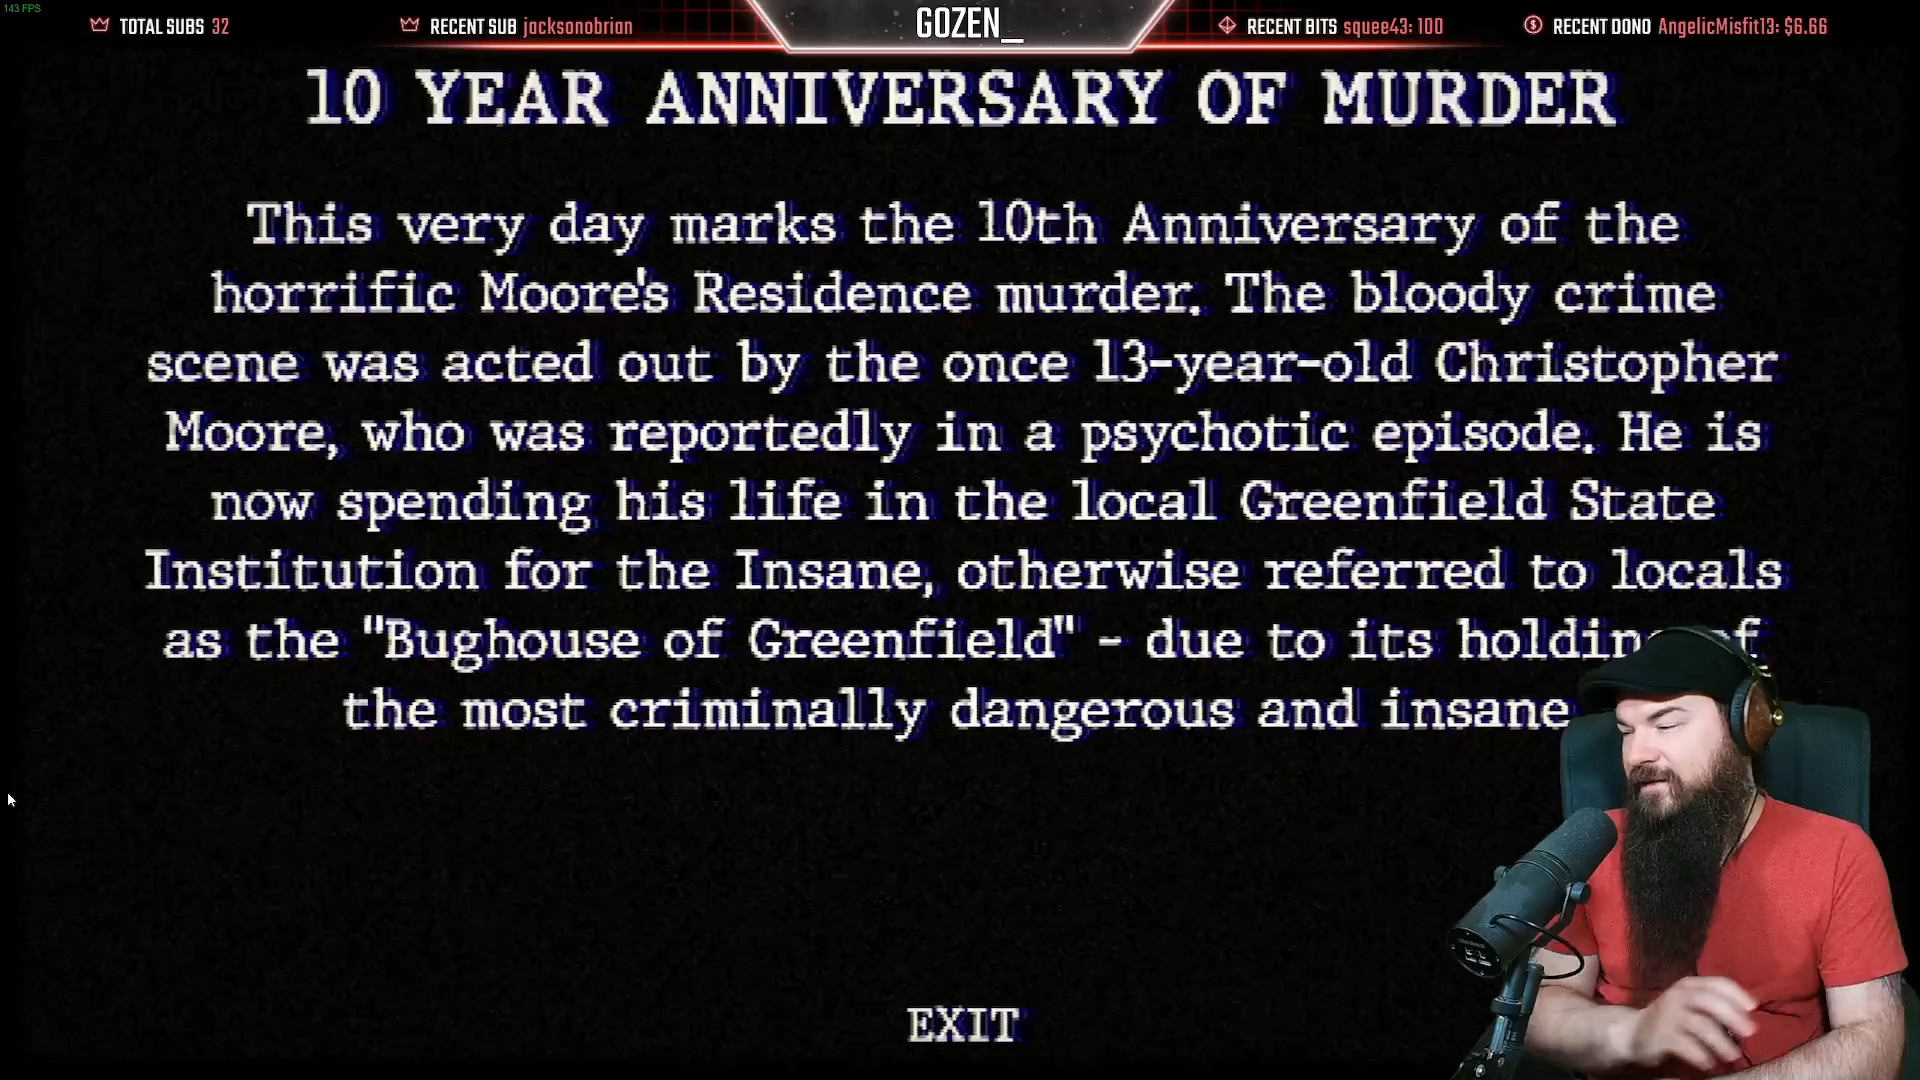 143 FPS
TOTAL SUBS 32
RECENT SUB jacksonobrian
GOZEN_
RECENT BITS squee43: 100
RECENT DONO AngelicMisfit13: $6.66
10 YEAR ANNIVERSARY OF MURDER
This very day marks the 10th Anniversary of the
horrific Moore's Residence murder. The bloody crime
scene was acted out by the once 13-year-old Christopher
Moore, who was reportedly in a psychotic episode. He is
now spending his life in the local Greenfield State
Institution for the Insane, otherwise referred to locals
as the "Bughouse of Greenfield" - due to its holding of
the most criminally dangerous and insane
EXIT